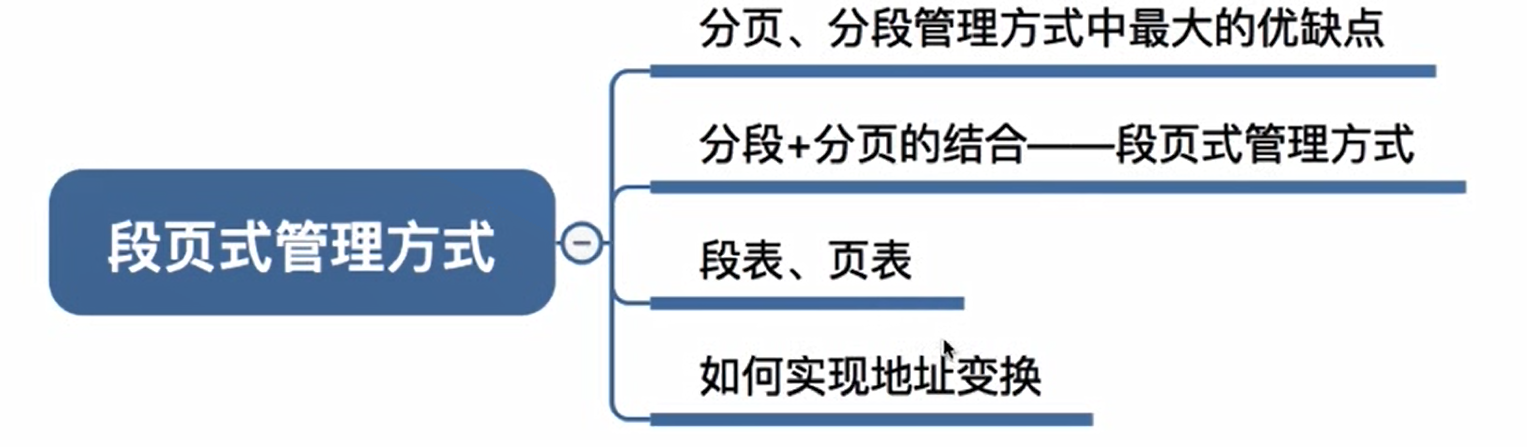 分页、分段管理方式中最大的优缺点
分段+分页的结合——段页式管理方式
段页式管理方式
段表、页表
如何实现地址变换